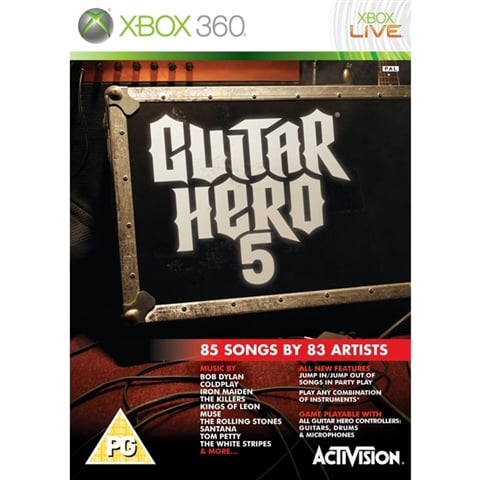 XBOX 360
XBOX
LIVE
PAL
GUITAR
HERO
5
85 SONGS BY 83 ARTISTS
MUSIC BY
BOB DYLAN
COLDPLAY
IRON MAIDEN
THE KILLERS
KINGS OF LEON
MUSE
THE ROLLING STONES
SANTANA
TOM PETTY
THE WHITE STRIPES
& MORE...
ALL NEW FEATURES
JUMP IN/JUMP OUT OF
SONGS IN PARTY PLAY
PLAY ANY COMBINATION
OF INSTRUMENTS*
GAME PLAYABLE WITH
ALL GUITAR HERO CONTROLLERS:
GUITARS, DRUMS
& MICROPHONES
PG
ACTIVISION